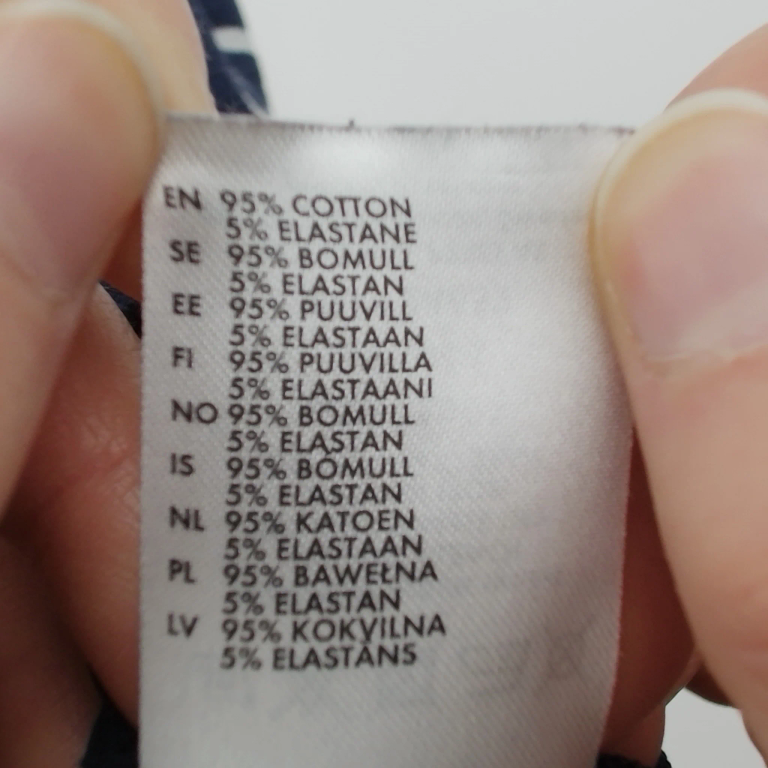 EN 95% COTTON
5% ELASTANE
SE 95% BOMULL
5% ELASTAN
EE 95% PUUVILL
5% ELASTAAN
FI 95% PUUVILLA
5% ELASTAANI
NO 95% BOMULL
5% ELASTAN
IS 95% BÓMULL
5% ELASTAN
NL 95% KATOEN
5% ELASTAAN
PL 95% BAWEŁNA
5% ELASTAN
LV 95% KOKVILNA
5% ELASTĀNS